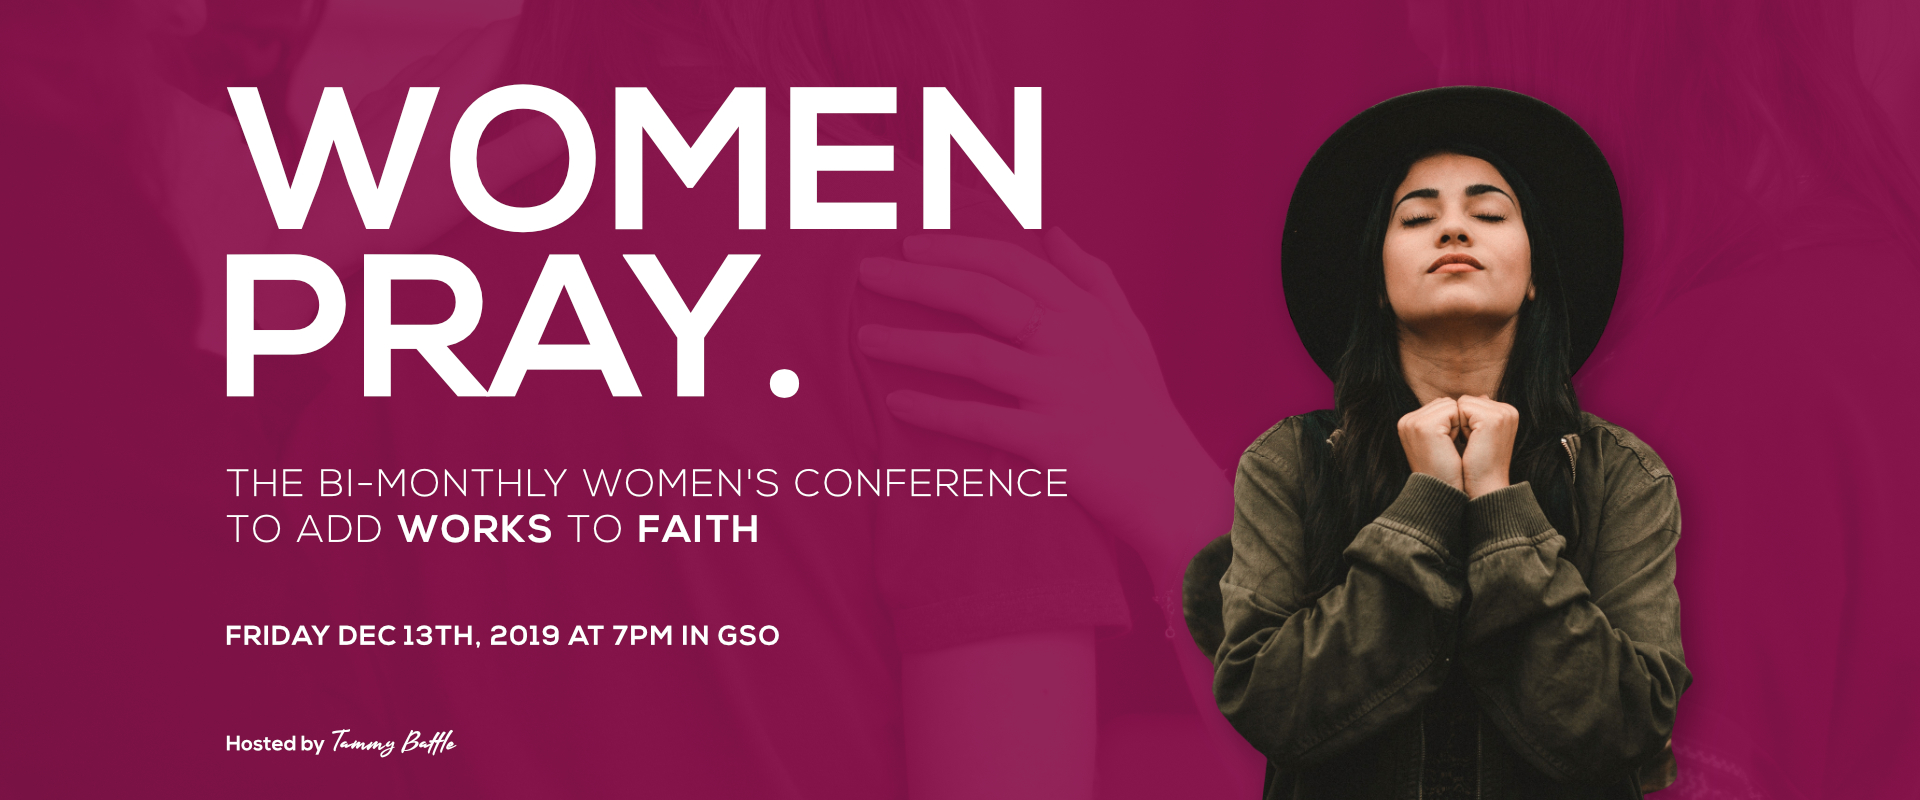 WOMEN
PRAY.
THE BI-MONTHLY WOMEN'S CONFERENCE
TO ADD WORKS TO FAITH
FRIDAY DEC 13TH, 2019 AT 7PM IN GSO
Hosted by Tammy Battle